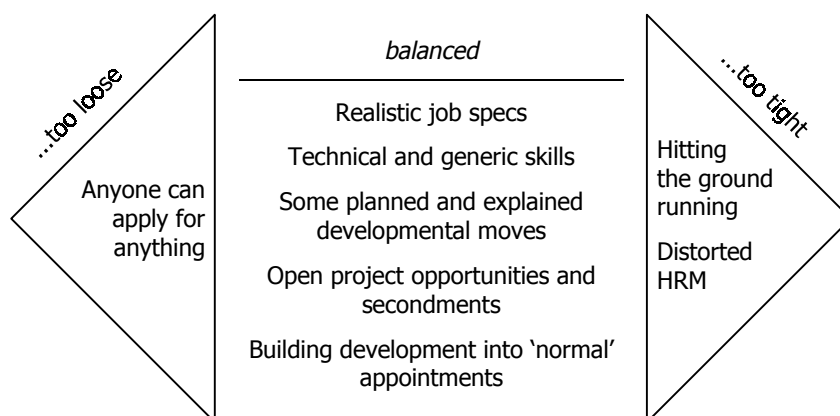 ...too loose
Anyone can
apply for
anything
balanced
Realistic job specs
Technical and generic skills
Some planned and explained
developmental moves
Open project opportunities and
secondments
Building development into ‘normal’
appointments
...too tight
Hitting
the ground
running
Distorted
HRM